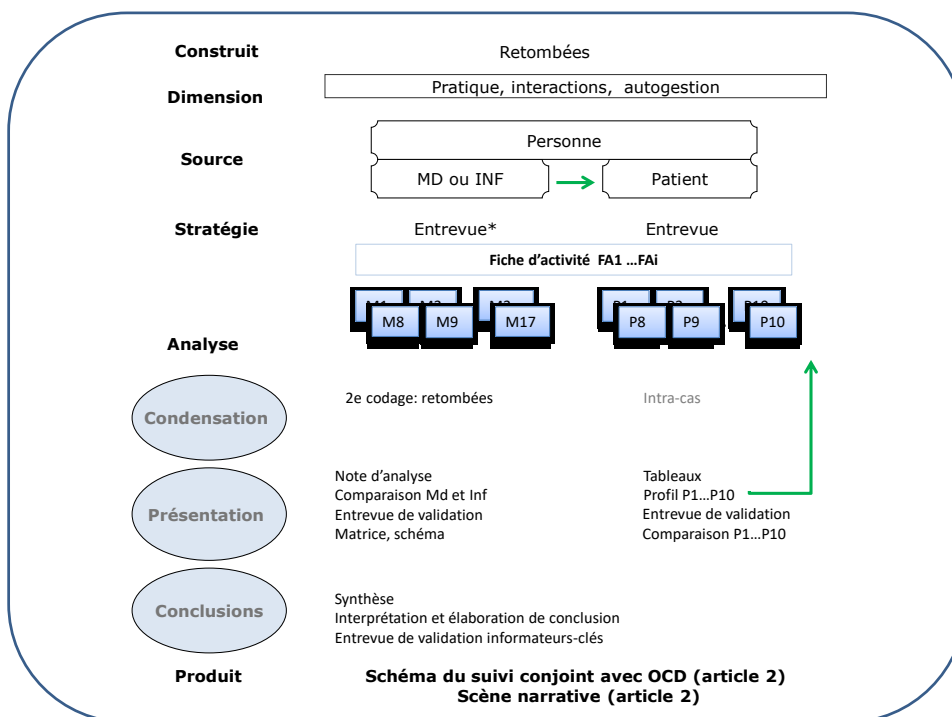 Construit Retombées
Dimension Pratique, interactions, autogestion
Personne
Source MD ou INF Patient
Stratégie Entrevue* Entrevue
Fiche d'activité FA1 ...FAi
M8 M9 M17 P8 P9 P10
Analyse
Condensation
2e codage: retombées
Intra-cas
Présentation
Note d'analyse
Comparaison Md et Inf
Entrevue de validation
Matrice, schéma
Tableaux
Profil P1...P10
Entrevue de validation
Comparaison P1...P10
Conclusions
Synthèse
Interprétation et élaboration de conclusion
Entrevue de validation informateurs-clés
Produit Schéma du suivi conjoint avec OCD (article 2)
Scène narrative (article 2)